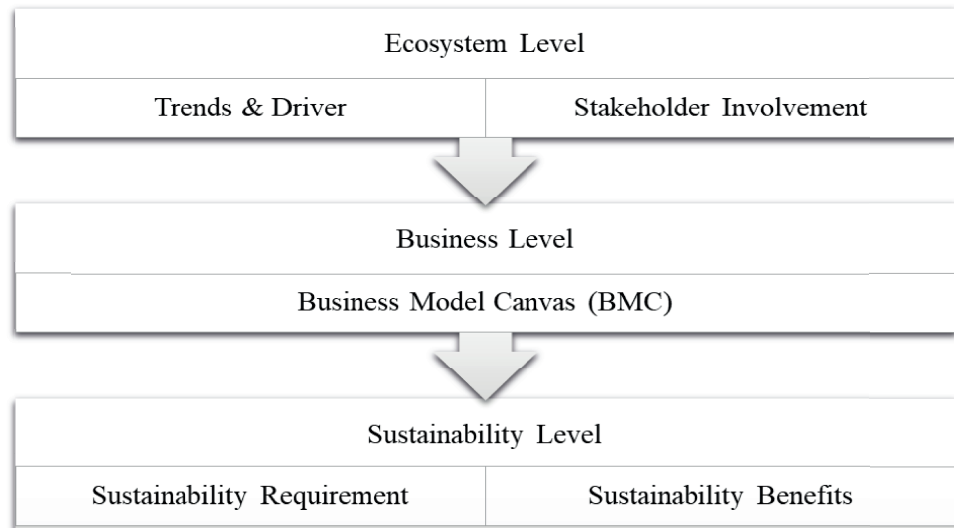 Ecosystem Level
Trends & Driver
Stakeholder Involvement
Business Level
Business Model Canvas (BMC)
Sustainability Level
Sustainability Requirement
Sustainability Benefits